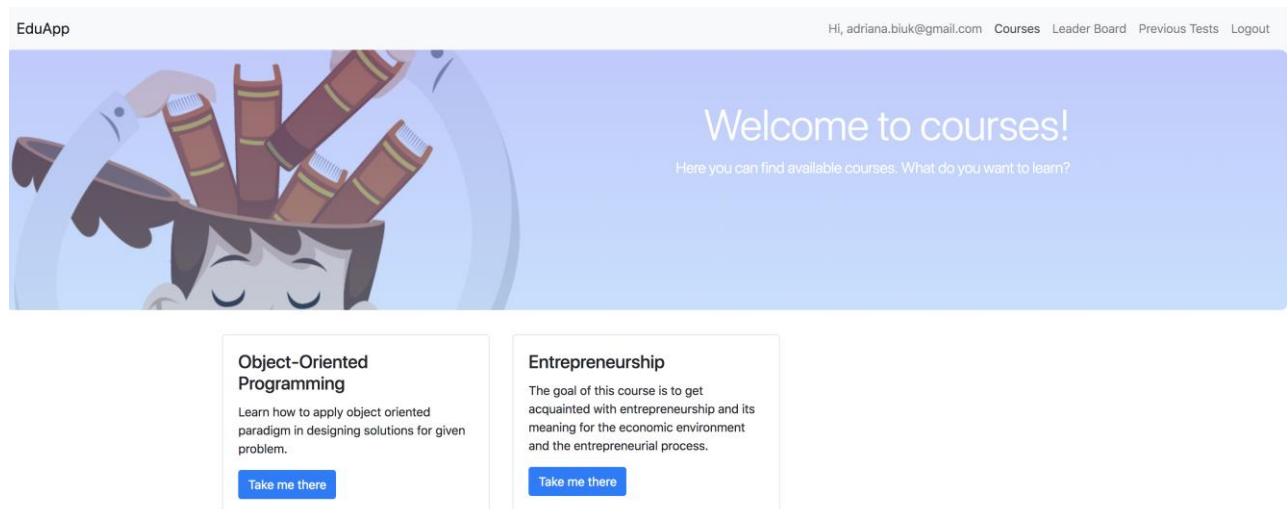 EduApp
Hi, adriana.biuk@gmail.com Courses Leader Board Previous Tests Logout
Welcome to courses!
Here you can find available courses. What do you want to learn?
Object-Oriented
Programming
Learn how to apply object oriented
paradigm in designing solutions for given
problem.
Take me there
Entrepreneurship
The goal of this course is to get
acquainted with entrepreneurship and its
meaning for the economic environment
and the entrepreneurial process.
Take me there